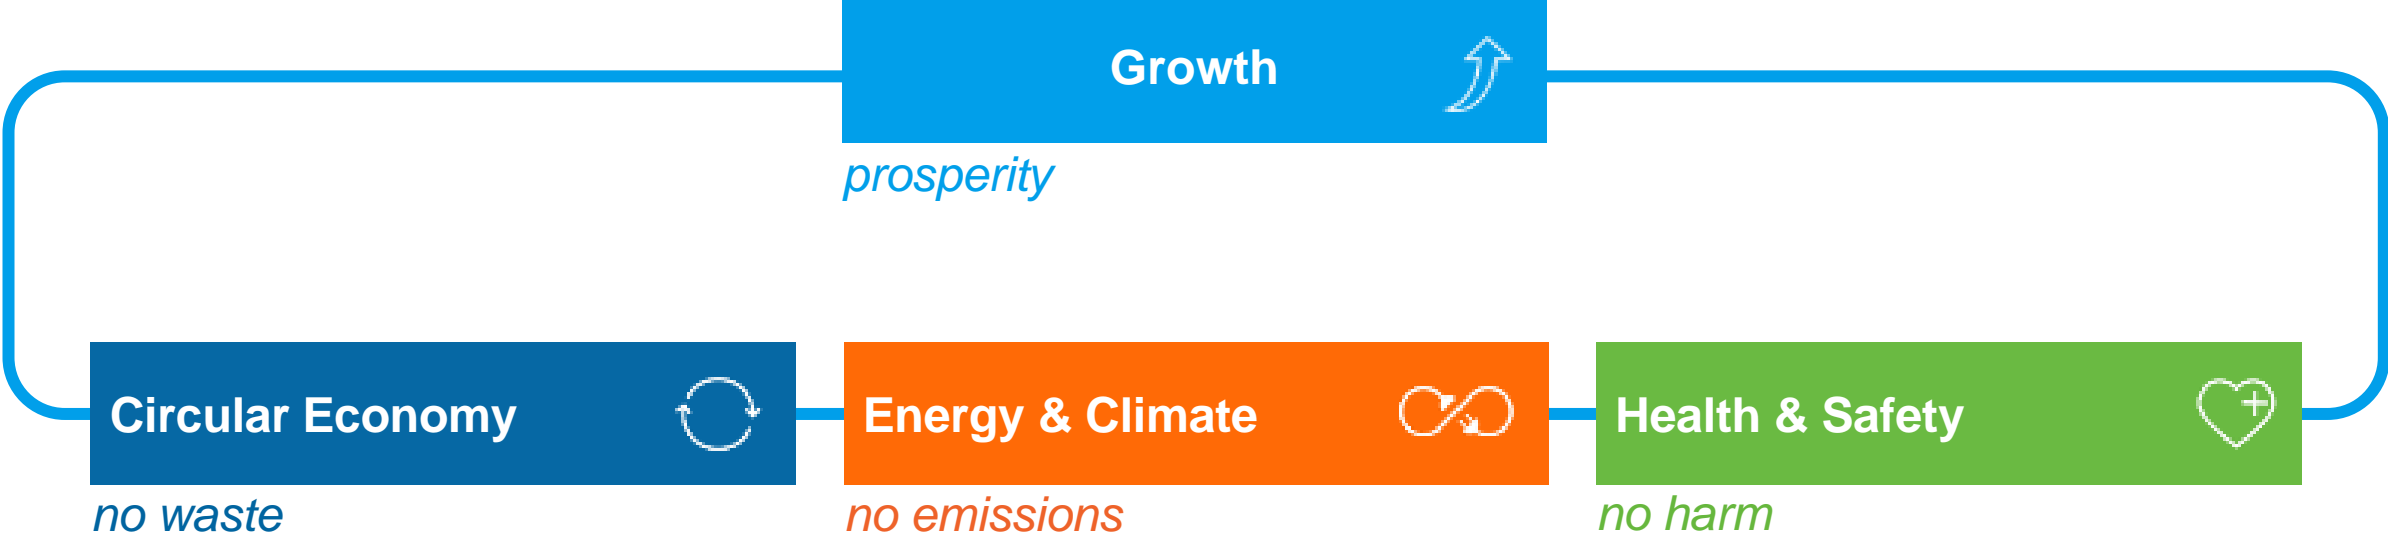 Growth
prosperity
Circular Economy
no waste
Energy & Climate
no emissions
Health & Safety
no harm